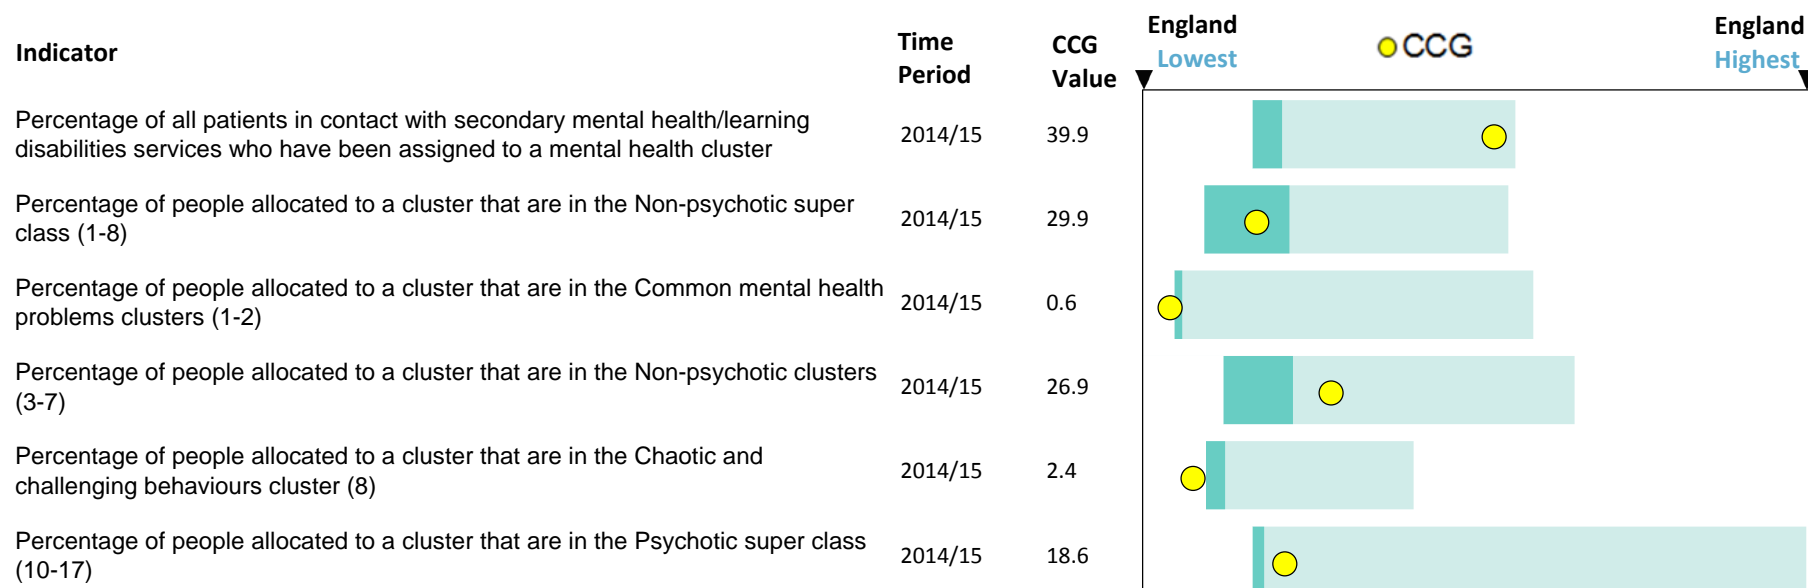 Indicator
Time
Period
CCG
Value
England
Lowest
CCG
England
Highest
Percentage of all patients in contact with secondary mental health/learning
disabilities services who have been assigned to a mental health cluster
2014/15
39.9
Percentage of people allocated to a cluster that are in the Non-psychotic super
class (1-8)
2014/15
29.9
Percentage of people allocated to a cluster that are in the Common mental health
problems clusters (1-2)
2014/15
0.6
Percentage of people allocated to a cluster that are in the Non-psychotic clusters
(3-7)
2014/15
26.9
Percentage of people allocated to a cluster that are in the Chaotic and
challenging behaviours cluster (8)
2014/15
2.4
Percentage of people allocated to a cluster that are in the Psychotic super class
(10-17)
2014/15
18.6